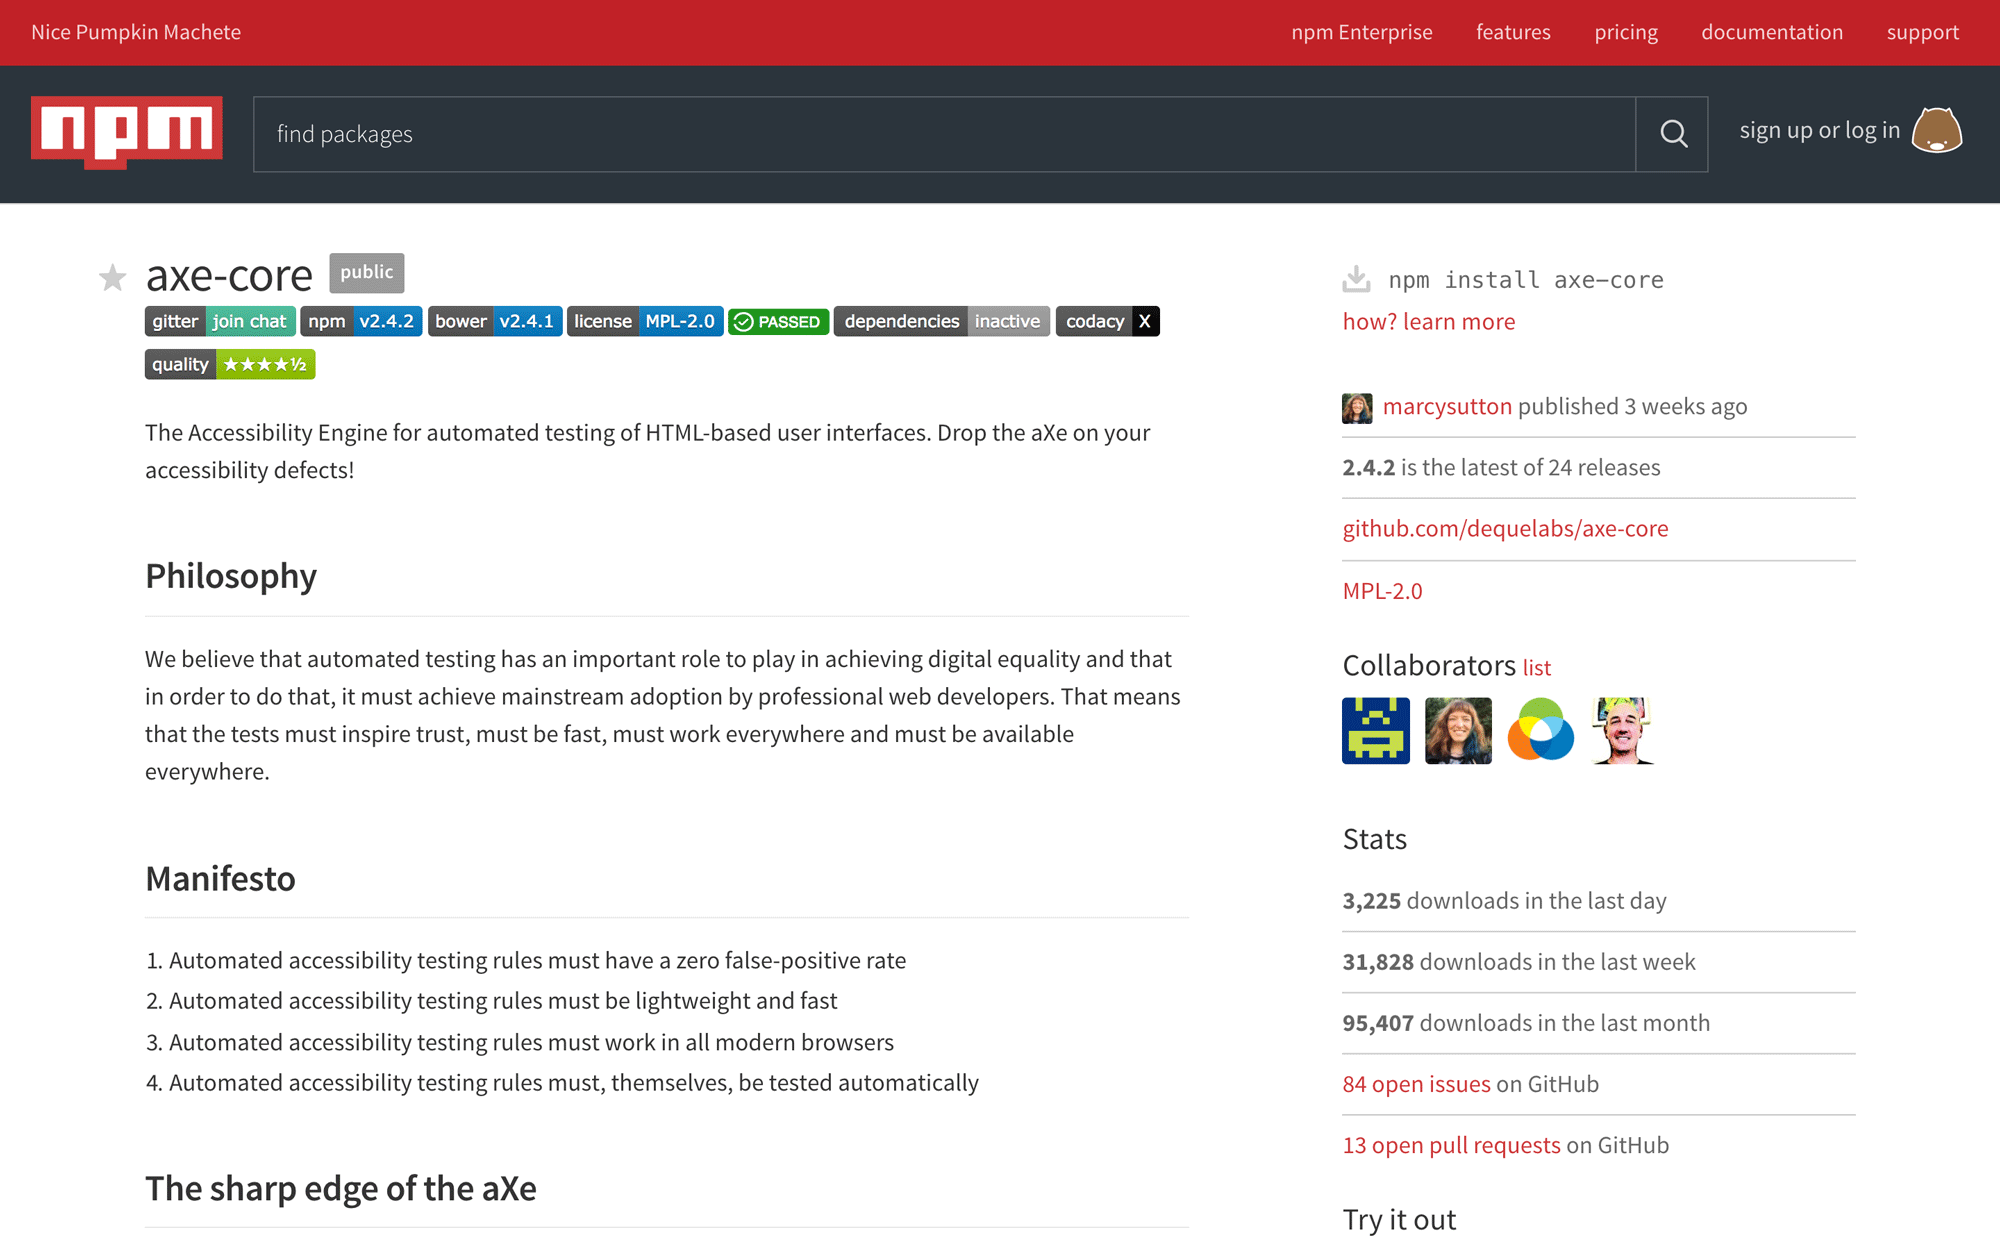 Nice Pumpkin Machete
npm Enterprise features pricing documentation support
npm
find packages
sign up or log in
axe-core public
gitter join chat npm v2.4.2 bower v2.4.1 license MPL-2.0 PASSED dependencies inactive codacy X
quality ★★★★½
The Accessibility Engine for automated testing of HTML-based user interfaces. Drop the aXe on your
accessibility defects!
Philosophy
We believe that automated testing has an important role to play in achieving digital equality and that
in order to do that, it must achieve mainstream adoption by professional web developers. That means
that the tests must inspire trust, must be fast, must work everywhere and must be available
everywhere.
Manifesto
1. Automated accessibility testing rules must have a zero false-positive rate
2. Automated accessibility testing rules must be lightweight and fast
3. Automated accessibility testing rules must work in all modern browsers
4. Automated accessibility testing rules must, themselves, be tested automatically
The sharp edge of the aXe
npm install axe-core
how? learn more
marcysutton published 3 weeks ago
2.4.2 is the latest of 24 releases
github.com/dequelabs/axe-core
MPL-2.0
Collaborators list
Stats
3,225 downloads in the last day
31,828 downloads in the last week
95,407 downloads in the last month
84 open issues on GitHub
13 open pull requests on GitHub
Try it out